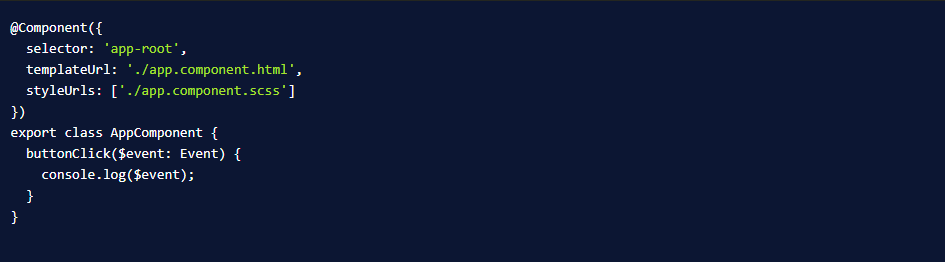 @Component({
  selector: 'app-root',
  templateUrl: './app.component.html',
  styleUrls: ['./app.component.scss']
})
export class AppComponent {
  buttonClick($event: Event) {
    console.log($event);
  }
}